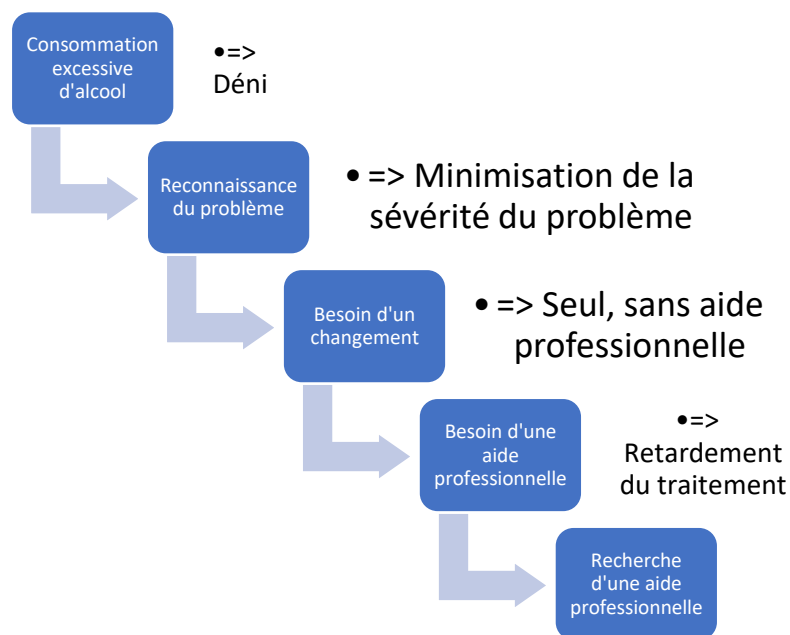 Consommation
excessive
d'alcool
•=>
Déni
Reconnaissance
du problème
• => Minimisation de la
sévérité du problème
Besoin d'un
changement
• => Seul, sans aide
professionnelle
Besoin d'une
aide
professionnelle
•=>
Retardement
du traitement
Recherche
d'une aide
professionnelle